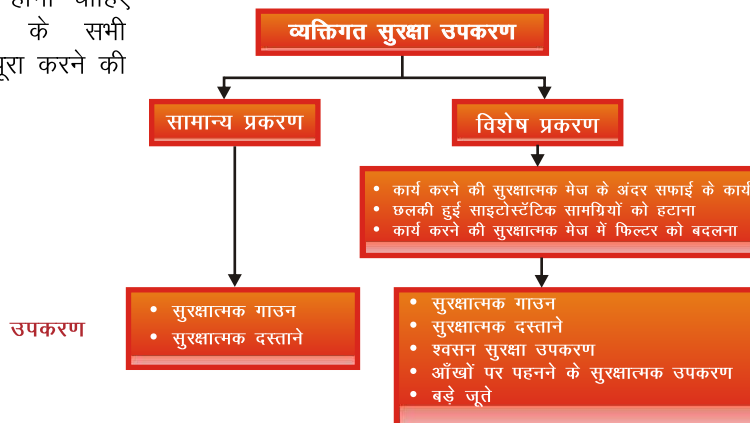 होना चाहिए
के सभी
पूरा करने की
व्यक्तिगत सुरक्षा उपकरण
सामान्य प्रकरण
विशेष प्रकरण
• कार्य करने की सुरक्षात्मक मेज के अंदर सफाई के कार्य
• छलकी हुई साइटोस्टॅटिक सामग्रियों को हटाना
• कार्य करने की सुरक्षात्मक मेज में फिल्टर को बदलना
उपकरण
• सुरक्षात्मक गाउन
• सुरक्षात्मक दस्ताने
• सुरक्षात्मक गाउन
• सुरक्षात्मक दस्ताने
• श्वसन सुरक्षा उपकरण
• आँखों पर पहनने के सुरक्षात्मक उपकरण
• बड़े जूते